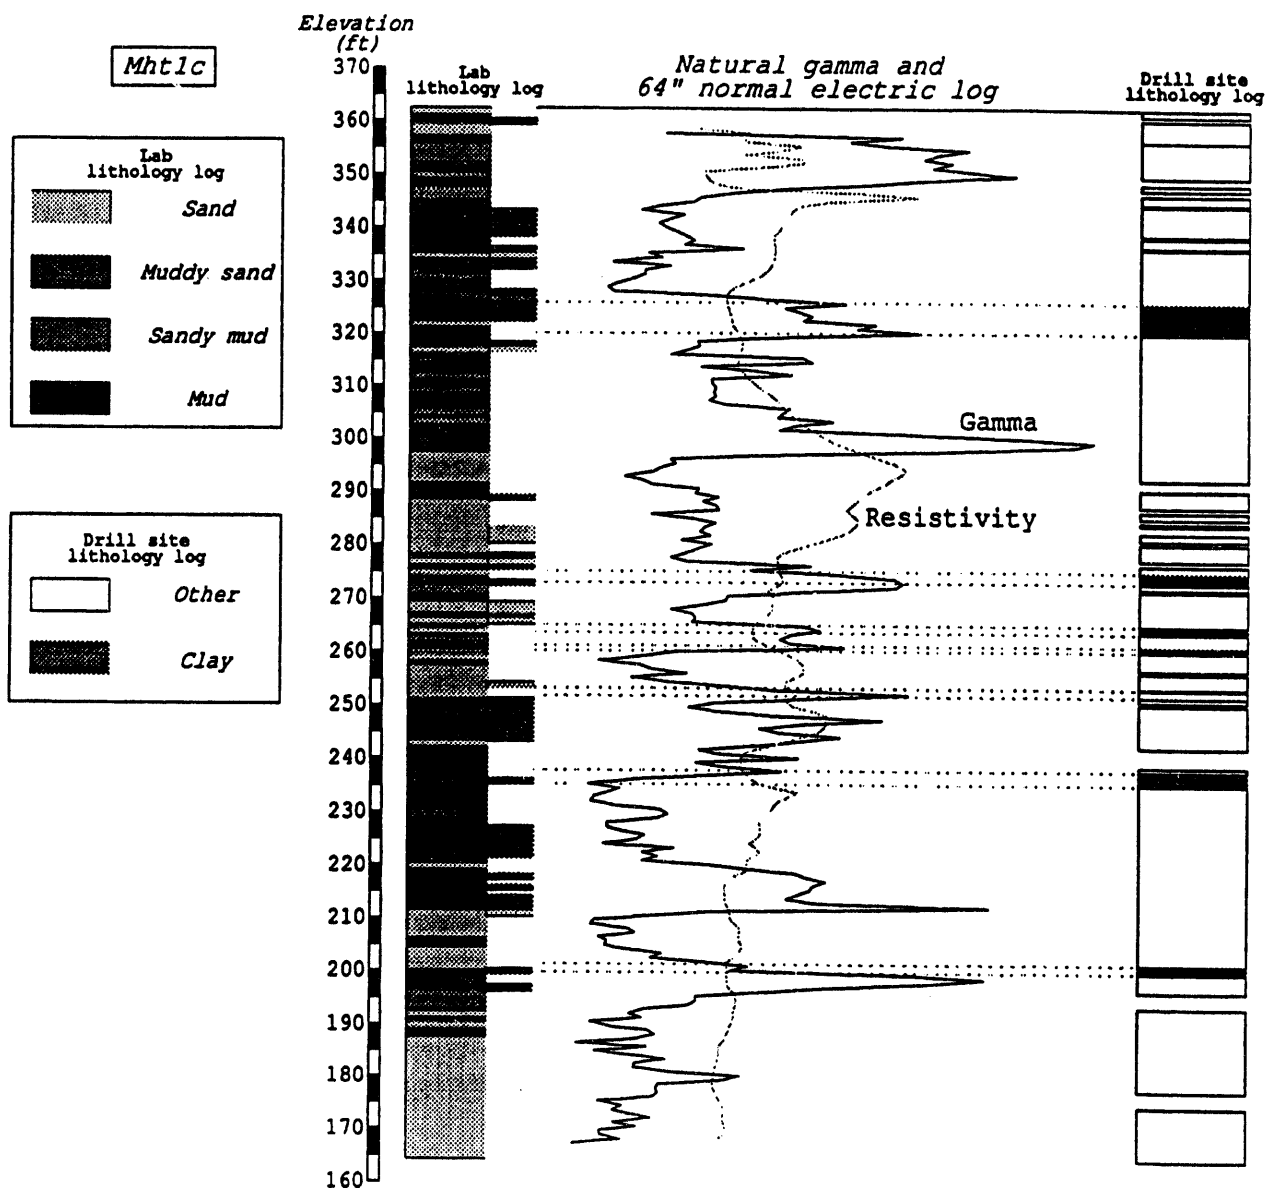 Elevation
(ft)
Mht1c
Lab
lithology log
Natural gamma and
64" normal electric log
Drill site
lithology log
370
360
350
340
330
320
310
300
290
280
270
260
250
240
230
220
210
200
190
180
170
160
Lab
lithology log
Sand
Muddy sand
Sandy mud
Mud
Drill site
lithology log
Other
Clay
Gamma
Resistivity